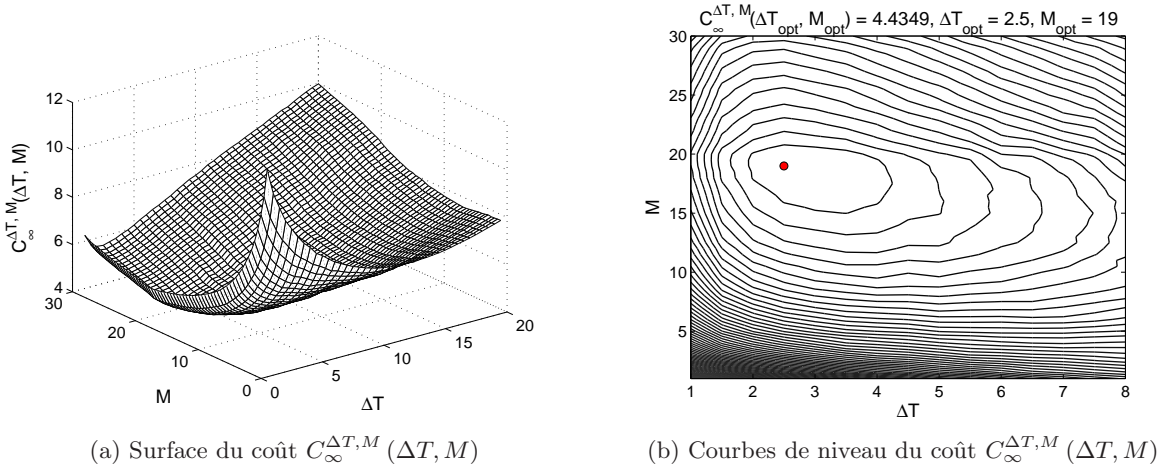 12
10
8
6
4
C∞^ΔT, M(ΔT, M)
30
20
10
0
M
0
5
10
15
20
ΔT
(a) Surface du coût C∞^ΔT,M (ΔT, M)
C∞^ΔT, M(ΔT_opt, M_opt) = 4.4349, ΔT_opt = 2.5, M_opt = 19
30
25
20
15
10
5
M
1 2 3 4 5 6 7 8
ΔT
(b) Courbes de niveau du coût C∞^ΔT,M (ΔT, M)